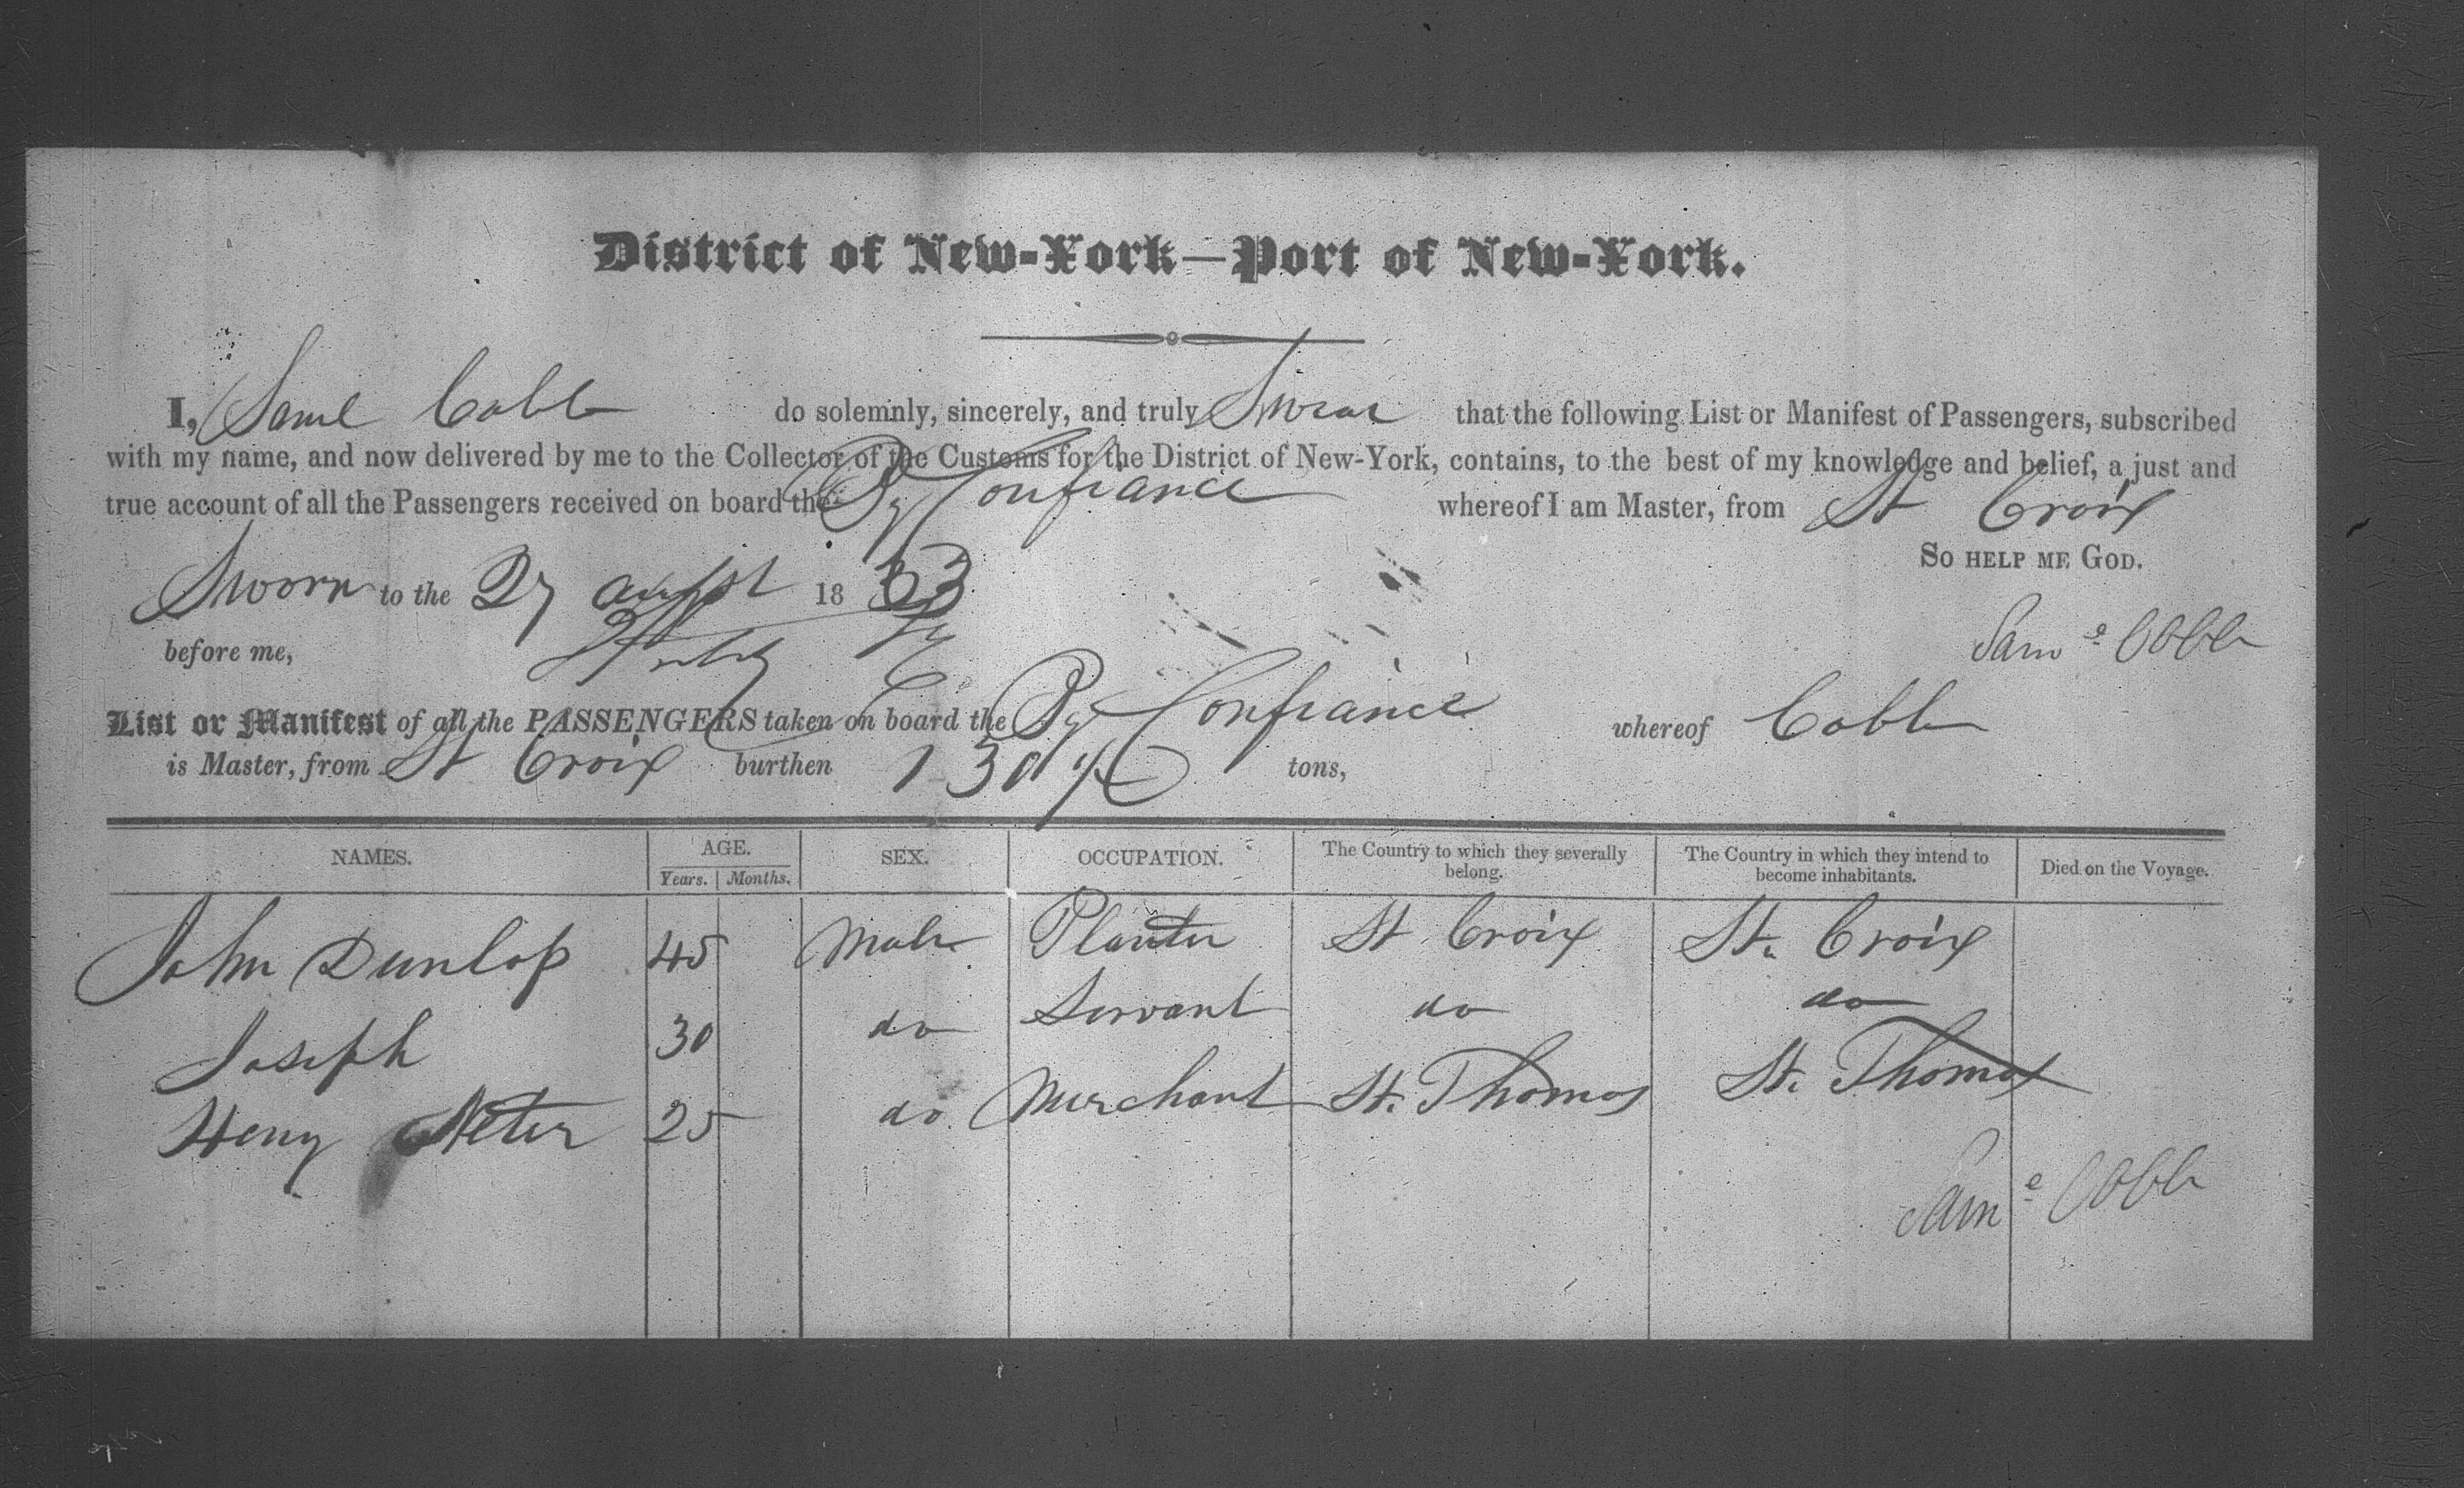 District of New-York—Port of New-York.
I, Saml Cobb do solemnly, sincerely, and truly Swear that the following List or Manifest of Passengers, subscribed
with my name, and now delivered by me to the Collector of the Customs for the District of New-York, contains, to the best of my knowledge and belief, a just and
true account of all the Passengers received on board the Bg Confiance whereof I am Master, from St Croix
SO HELP ME GOD.
Sworn to the 27 august 1833
before me,
Saml Cobb
List or Manifest of all the PASSENGERS taken on board the Bg Confiance whereof Cobb
is Master, from St Croix burthen 130 tons,
NAMES. AGE. SEX. OCCUPATION. The Country to which they severally belong. The Country in which they intend to become inhabitants. Died on the Voyage.
Years. Months.
John Dunlop 45 Male Planter St Croix St. Croix
Joseph 30 do Servant do do
Heny Neter 25 do. Merchant St. Thomas St. Thomas
Saml Cobb